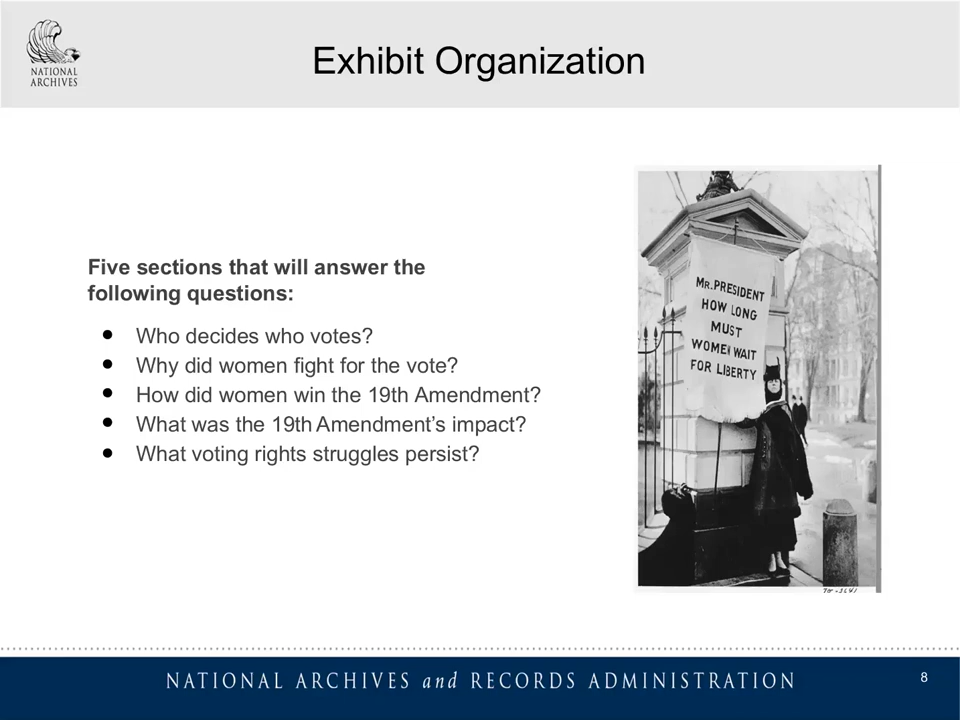 NATIONAL
ARCHIVES
Exhibit Organization
Five sections that will answer the
following questions:
• Who decides who votes?
• Why did women fight for the vote?
• How did women win the 19th Amendment?
• What was the 19th Amendment’s impact?
• What voting rights struggles persist?
MR. PRESIDENT
HOW LONG
MUST
WOMEN WAIT
FOR LIBERTY
NATIONAL ARCHIVES and RECORDS ADMINISTRATION
8